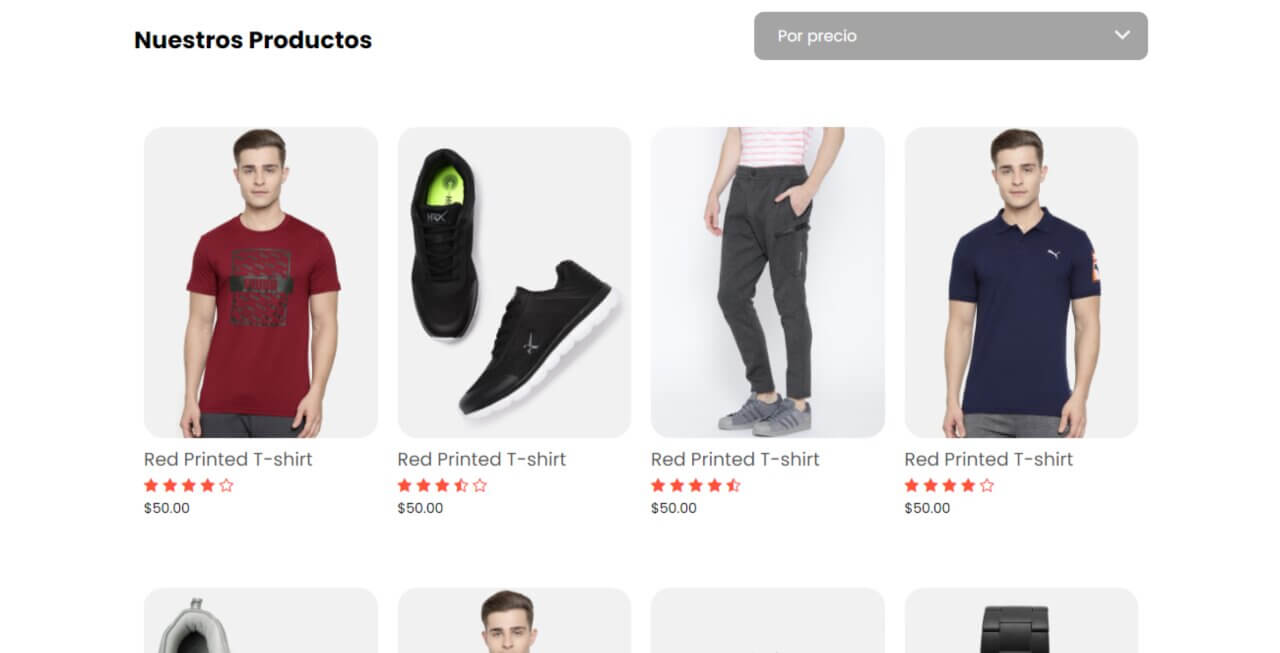 Nuestros Productos
Por precio
HRX
Red Printed T-shirt
$50.00
Red Printed T-shirt
$50.00
Red Printed T-shirt
$50.00
Red Printed T-shirt
$50.00